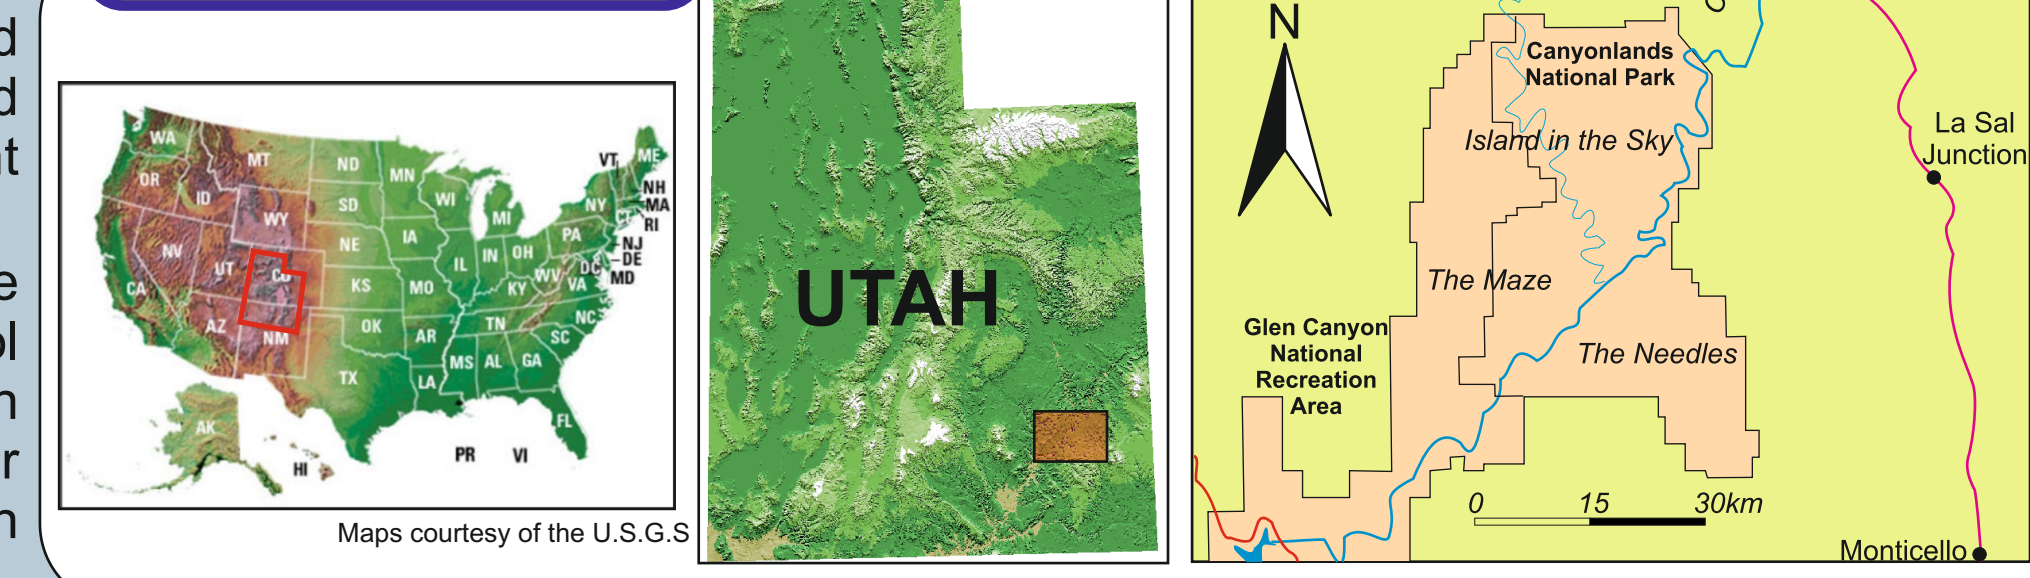 d
d
t
e
ol
n
r
n
WA
OR
ID
MT
ND
SD
MN
WI
MI
WY
NE
IA
NV
UT
CO
KS
MO
IL
IN
OH
CA
AZ
NM
OK
AR
TN
KY
WV
VA
PA
NY
VT
ME
NH
MA
RI
CT
NJ
DE
DC
MD
NC
SC
TX
LA
MS
AL
GA
FL
AK
HI
PR
VI
Maps courtesy of the U.S.G.S
UTAH
N
Canyonlands
National Park
Island in the Sky
La Sal
Junction
The Maze
Glen Canyon
National
Recreation
Area
The Needles
0 15 30km
Monticello